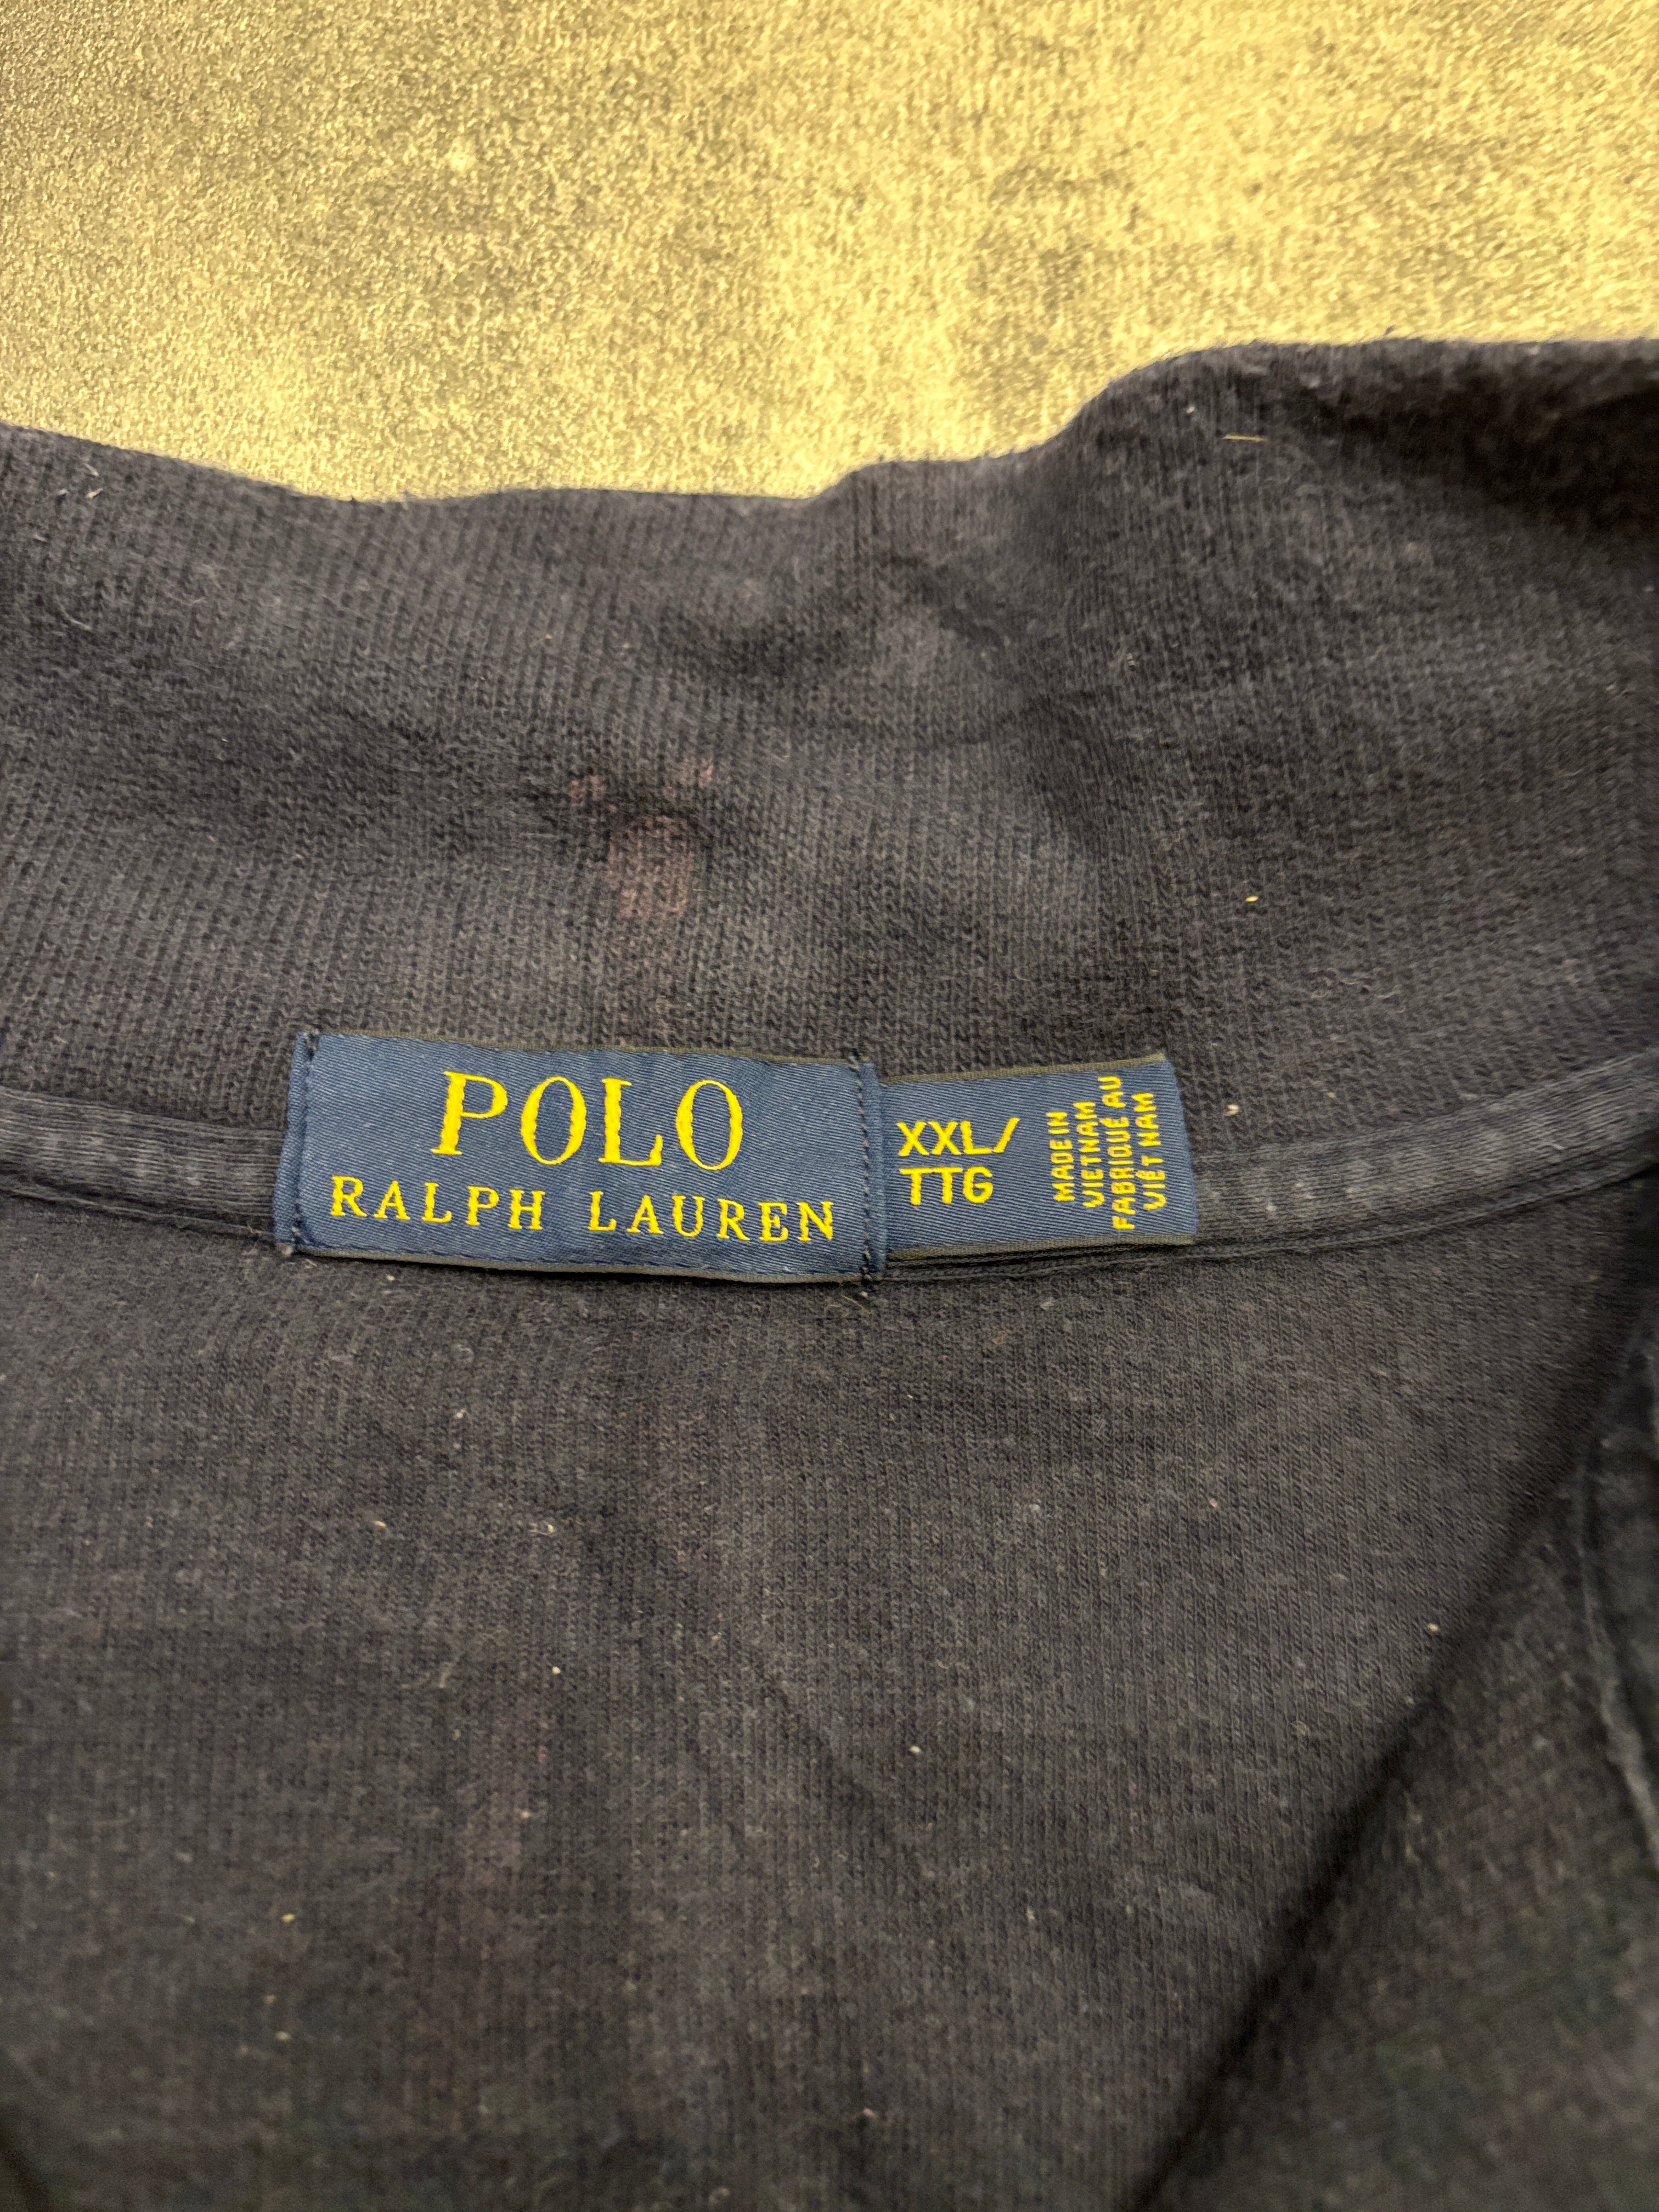 POLO
RALPH LAUREN
XXL/
TTG
MADE IN
VIETNAM
FABRIQUÉ AU
VIÊT NAM